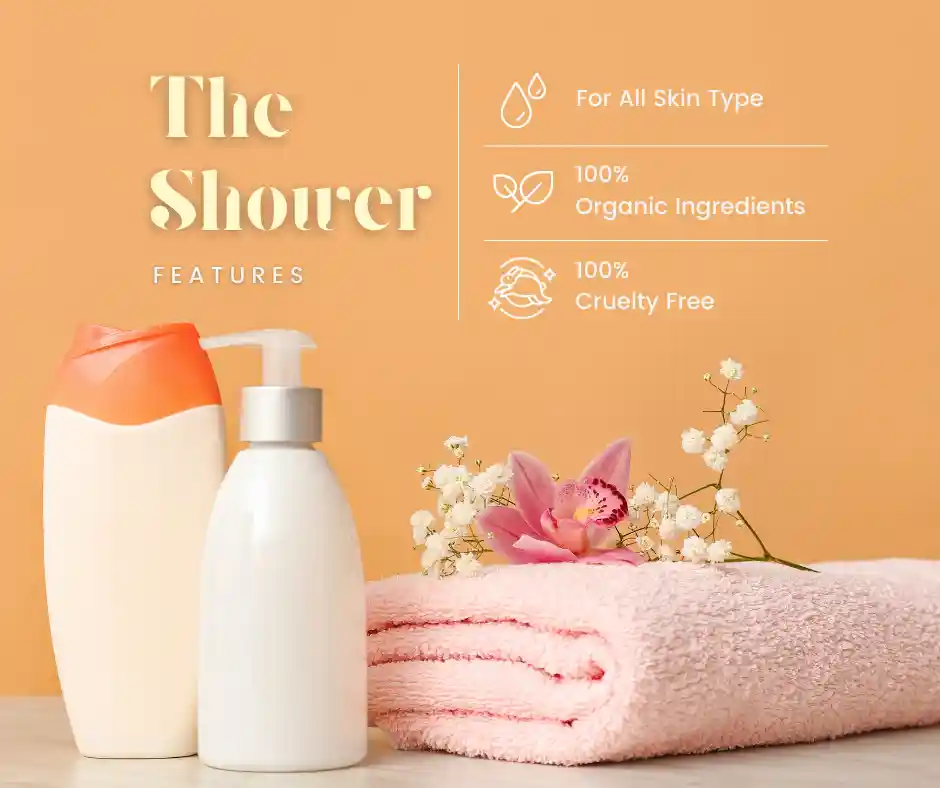 The
Shower
FEATURES
For All Skin Type
100%
Organic Ingredients
100%
Cruelty Free